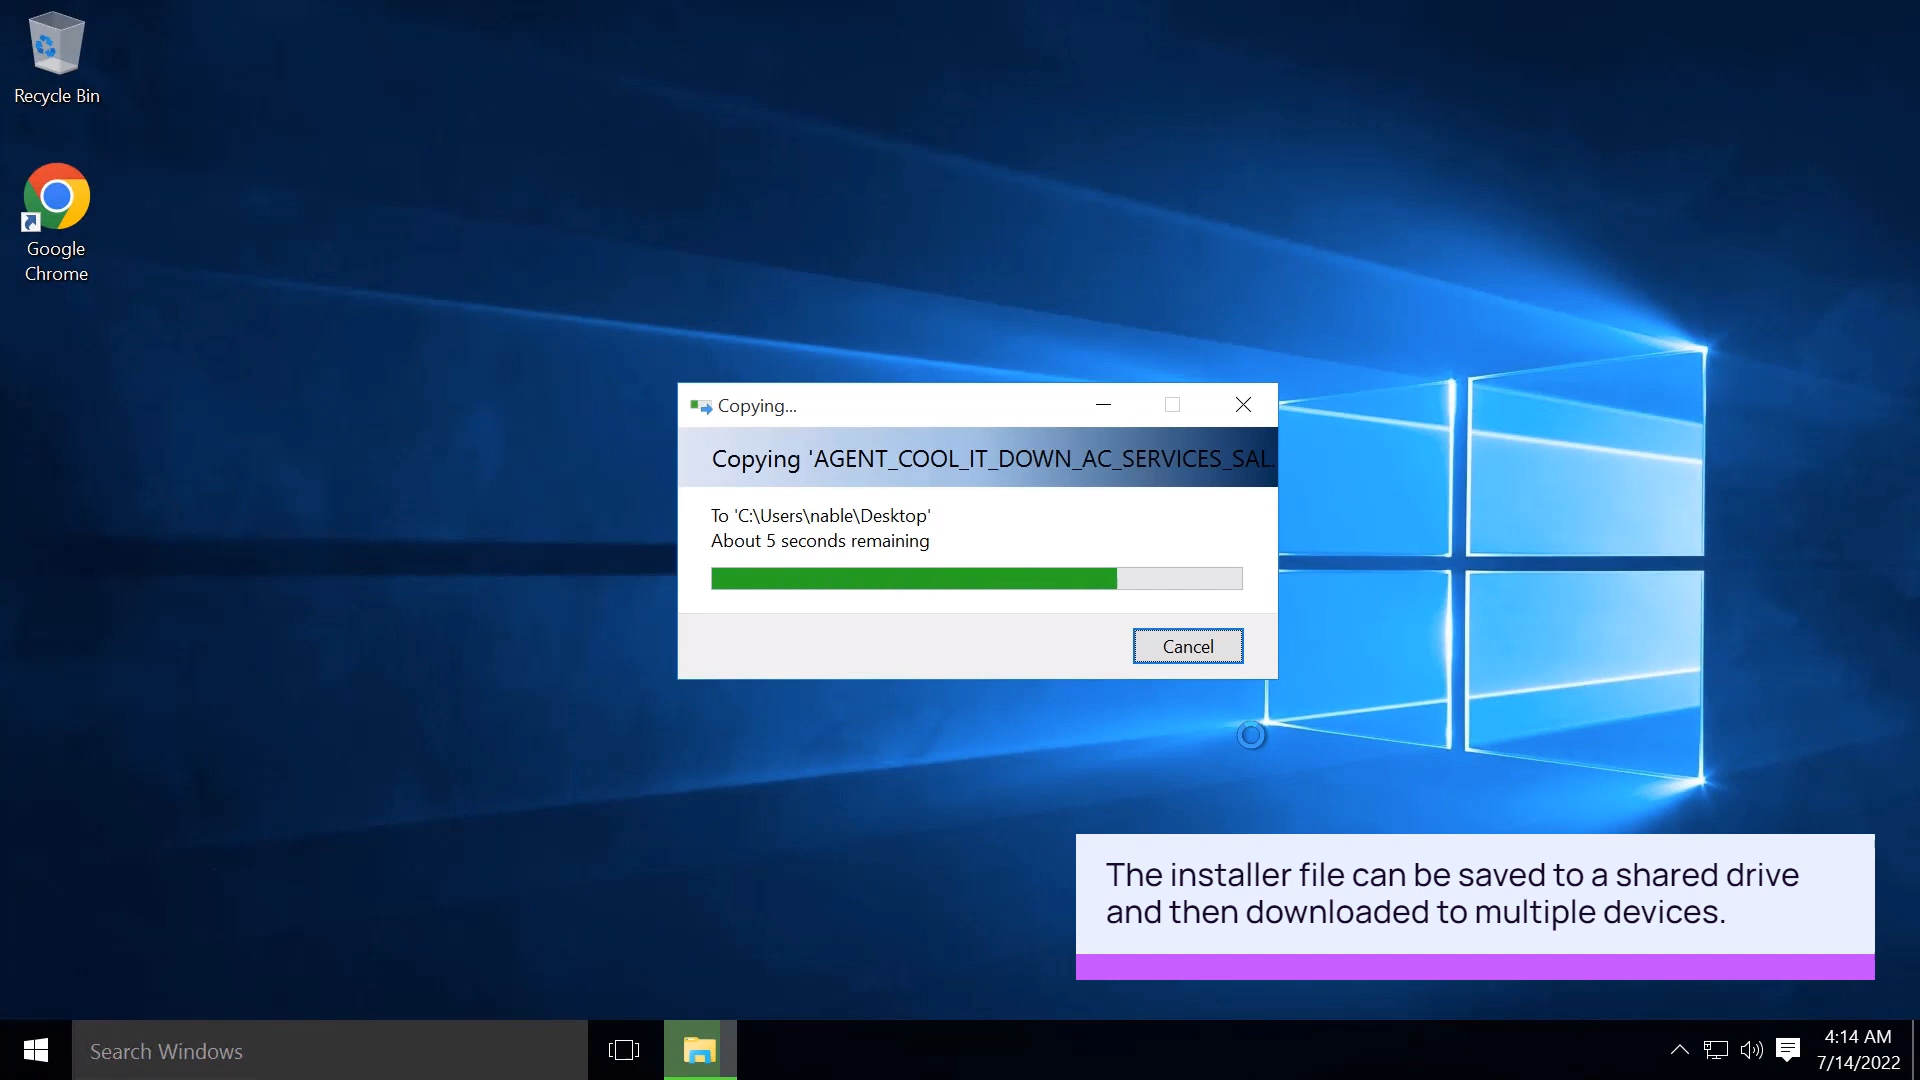 Recycle Bin
Google
Chrome
Copying...
Copying 'AGENT_COOL_IT_DOWN_AC_SERVICES_SAL.
To 'C:\Users\nable\Desktop'
About 5 seconds remaining
Cancel
The installer file can be saved to a shared drive
and then downloaded to multiple devices.
Search Windows
4:14 AM
7/14/2022